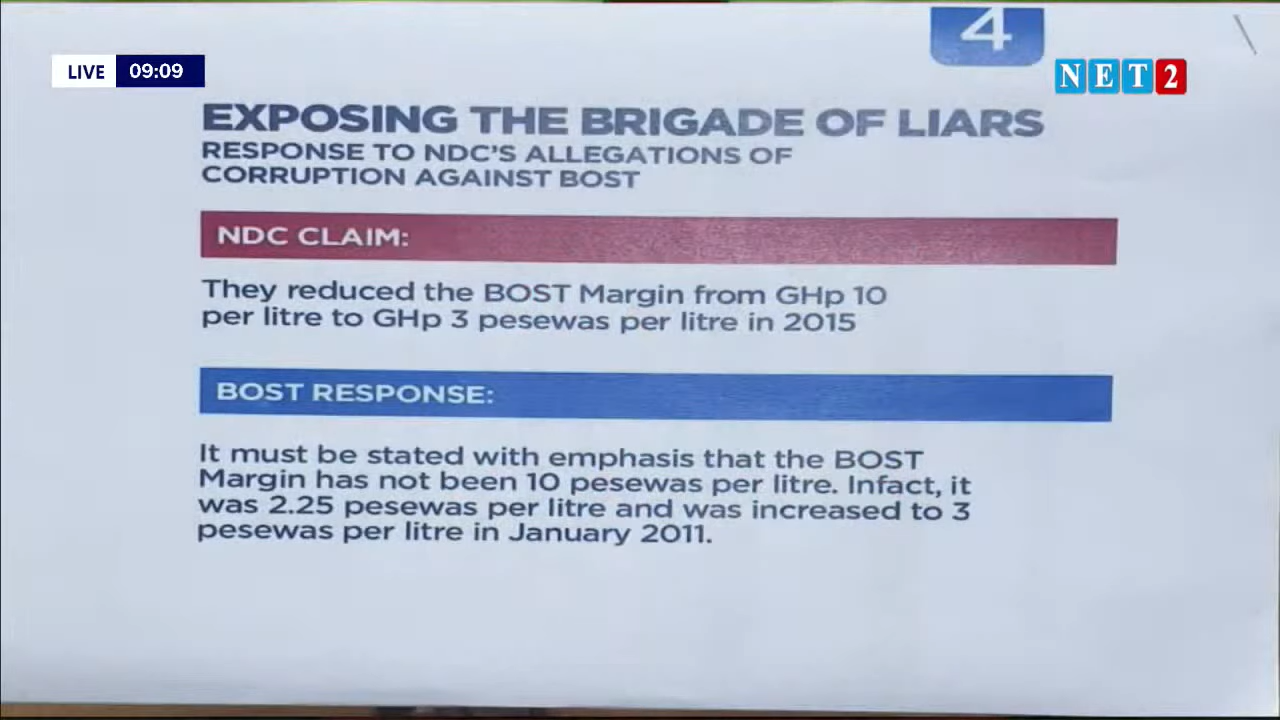 4
LIVE 09:09
NET2
EXPOSING THE BRIGADE OF LIARS
RESPONSE TO NDC'S ALLEGATIONS OF
CORRUPTION AGAINST BOST
NDC CLAIM:
They reduced the BOST Margin from GHp 10
per litre to GHp 3 pesewas per litre in 2015
BOST RESPONSE:
It must be stated with emphasis that the BOST
Margin has not been 10 pesewas per litre. Infact, it
was 2.25 pesewas per litre and was increased to 3
pesewas per litre in January 2011.